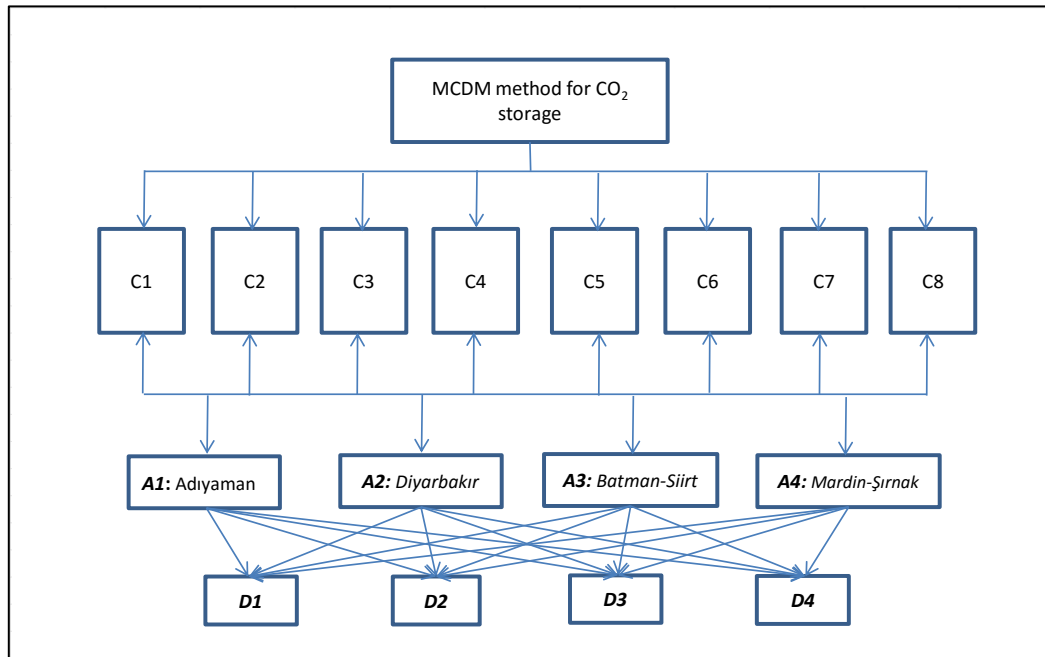 MCDM method for CO₂
storage
C1
C2
C3
C4
C5
C6
C7
C8
A1: Adıyaman
A2: Diyarbakır
A3: Batman-Siirt
A4: Mardin-Şırnak
D1
D2
D3
D4